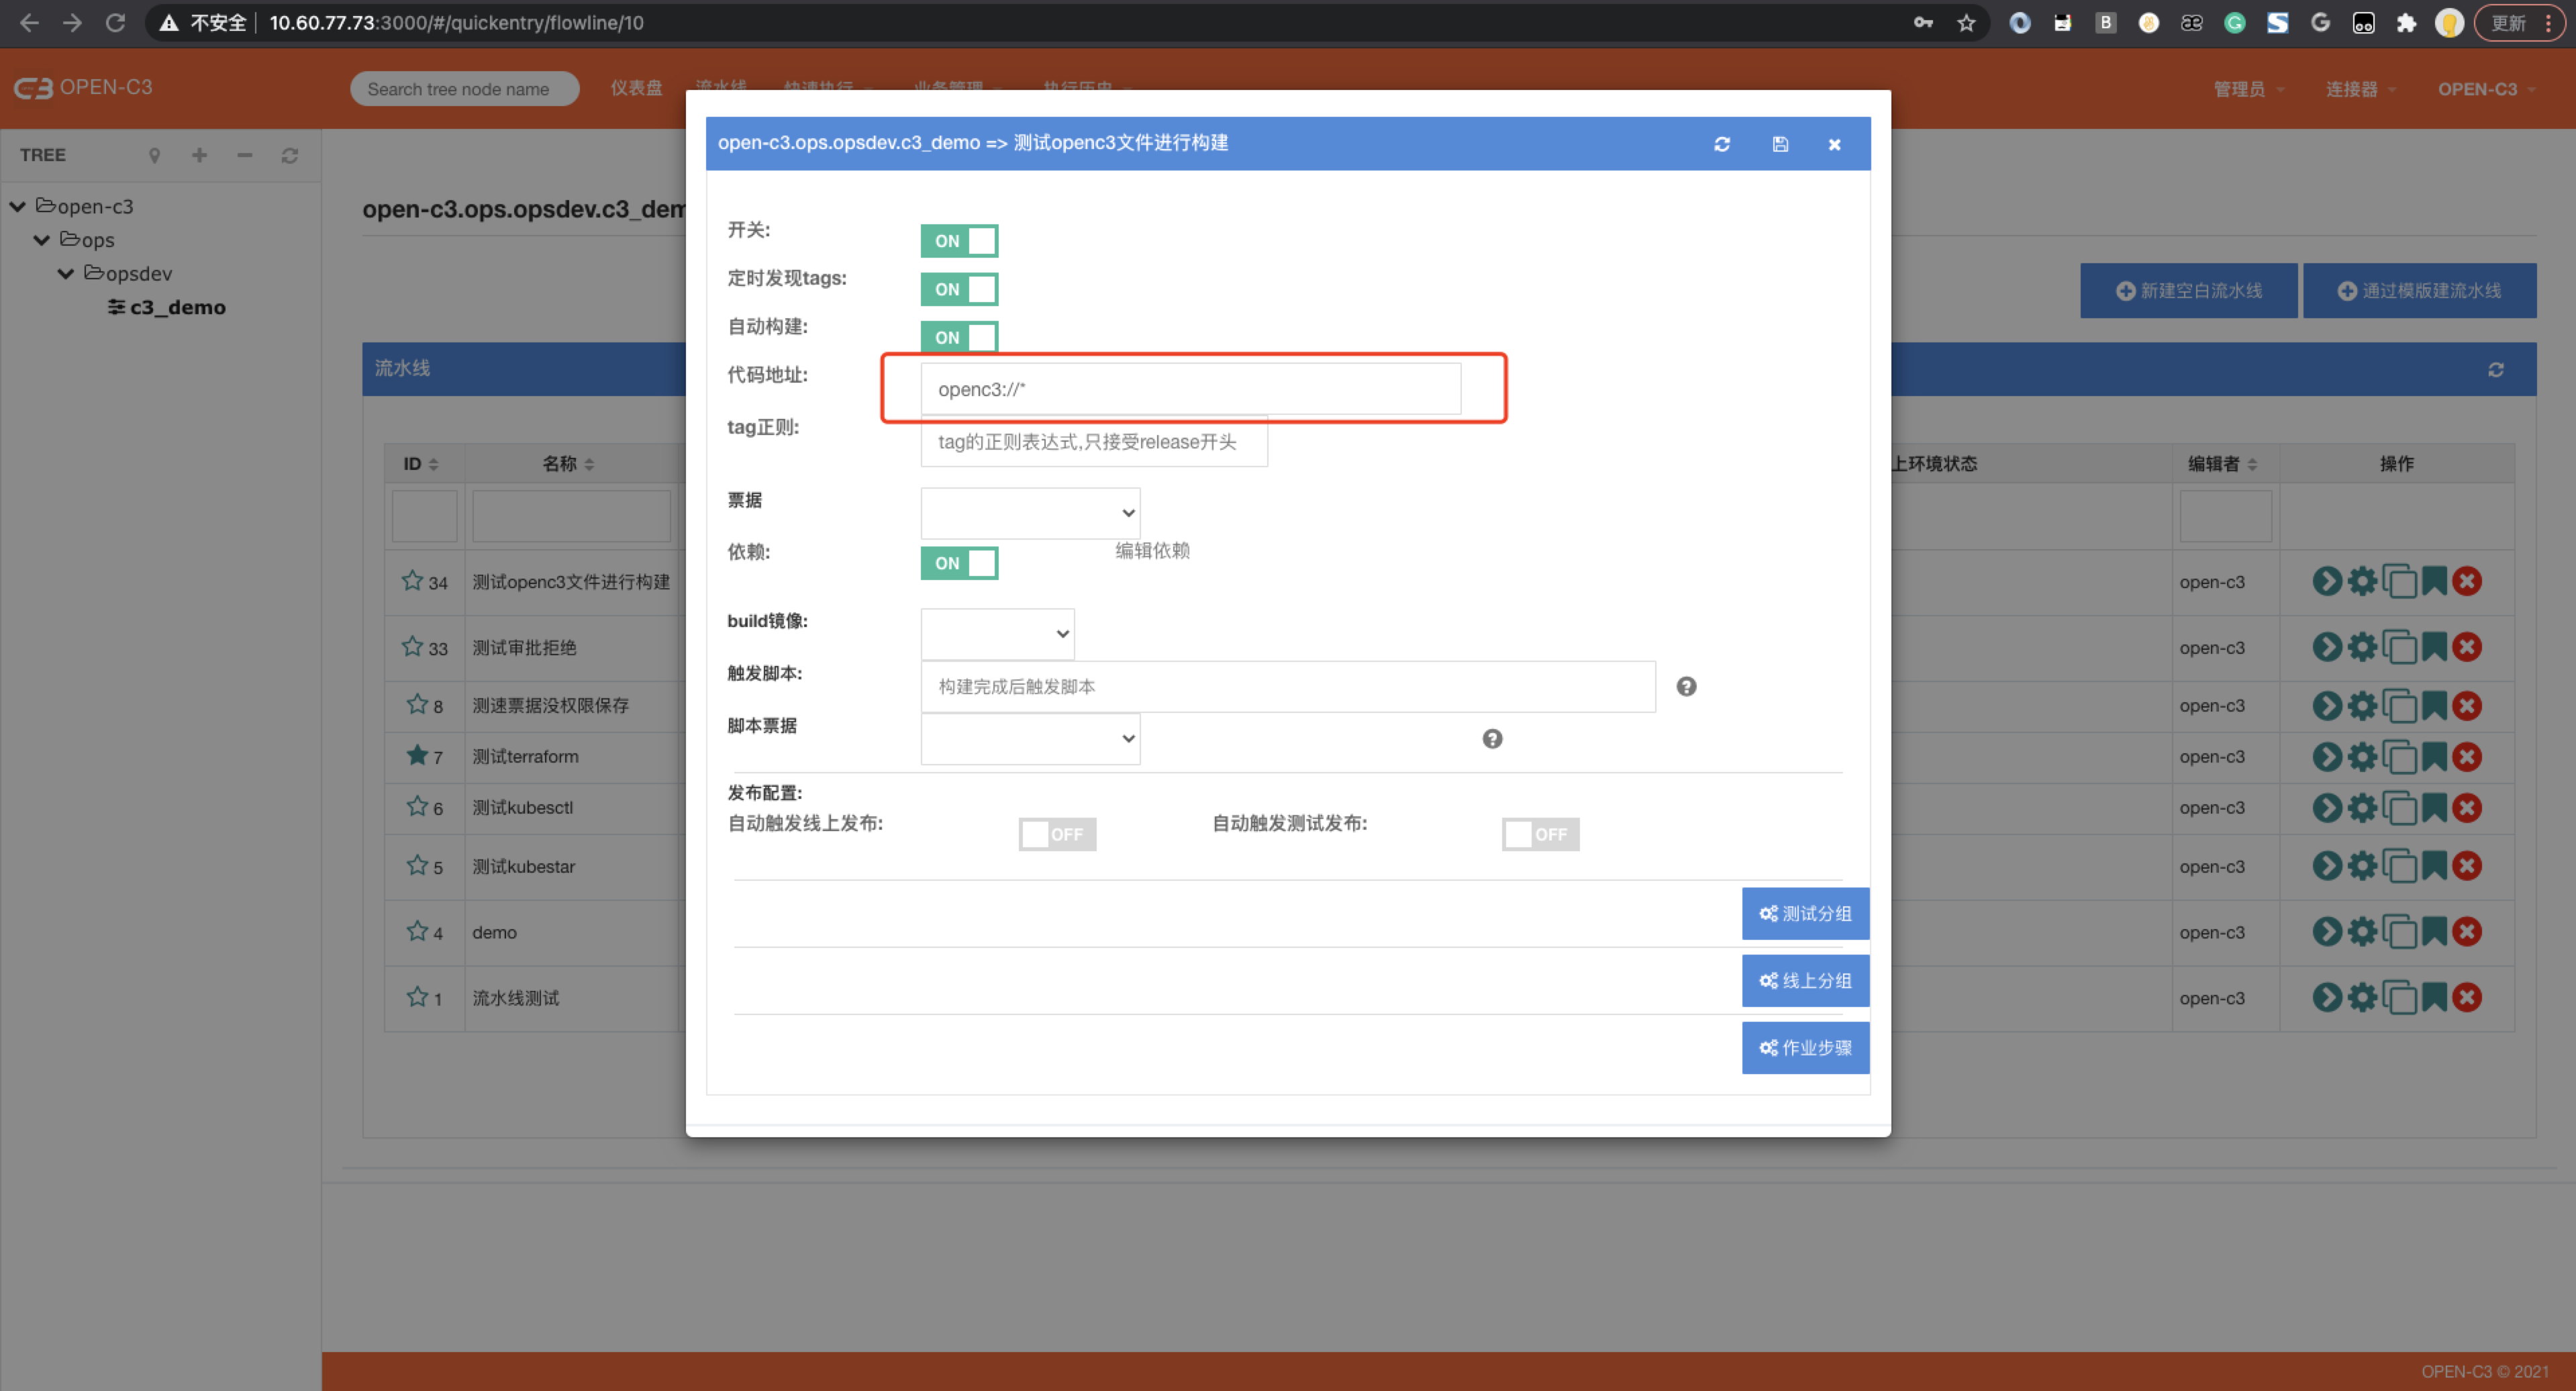 不安全 10.60.77.73:3000/#/quickentry/flowline/10 更新
OPEN-C3 Search tree node name 仪表盘 流水线 快速执行 业务管理 执行历史 管理员 连接器 OPEN-C3
TREE
open-c3
ops
opsdev
c3_demo
open-c3.ops.opsdev.c3_dem
新建空白流水线 通过模版建流水线
流水线
ID 名称 上环境状态 编辑者 操作
34 测试openc3文件进行构建 open-c3
33 测试审批拒绝 open-c3
8 测速票据没权限保存 open-c3
7 测试terraform open-c3
6 测试kubesctl open-c3
5 测试kubestar open-c3
4 demo open-c3
1 流水线测试 open-c3
open-c3.ops.opsdev.c3_demo => 测试openc3文件进行构建
开关: ON
定时发现tags: ON
自动构建: ON
代码地址: openc3://*
tag正则: tag的正则表达式,只接受release开头
票据
依赖: ON 编辑依赖
build镜像:
触发脚本: 构建完成后触发脚本
脚本票据
发布配置:
自动触发线上发布: OFF 自动触发测试发布: OFF
测试分组
线上分组
作业步骤
OPEN-C3 © 2021